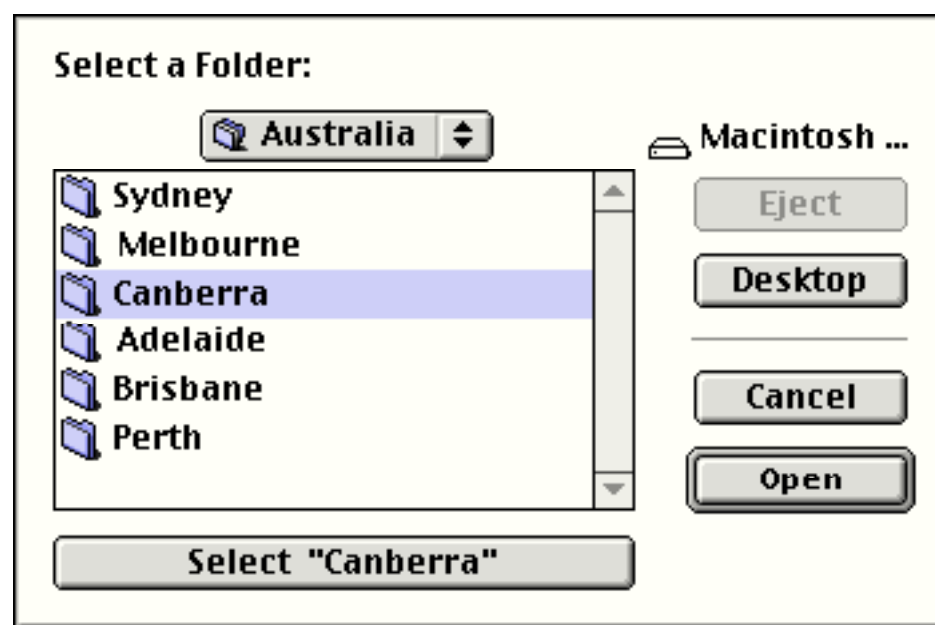 Select a Folder:
Australia
Macintosh ...
Sydney
Melbourne
Canberra
Adelaide
Brisbane
Perth
Eject
Desktop
Cancel
Open
Select "Canberra"